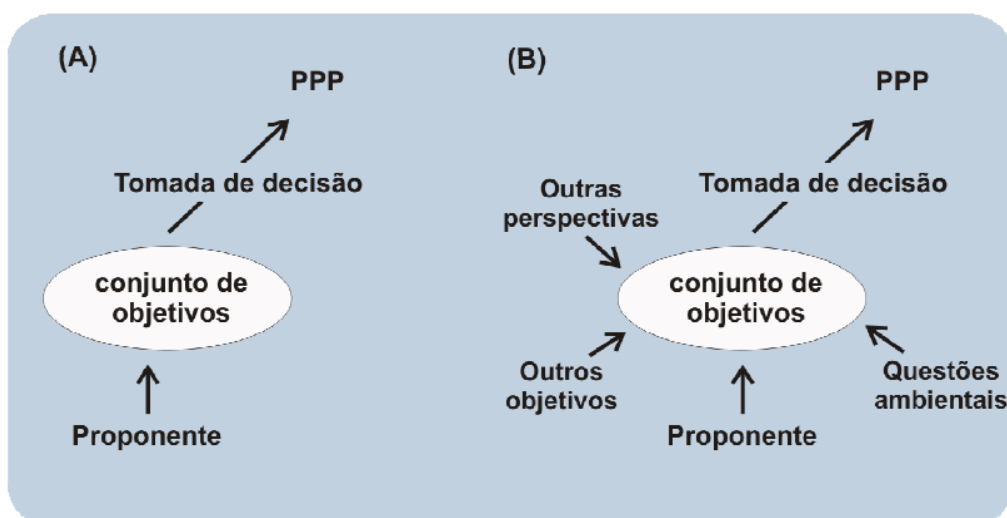 (A)
PPP
Tomada de decisão
conjunto de
objetivos
Proponente
(B)
PPP
Tomada de decisão
Outras
perspectivas
conjunto de
objetivos
Outros
objetivos
Questões
ambientais
Proponente